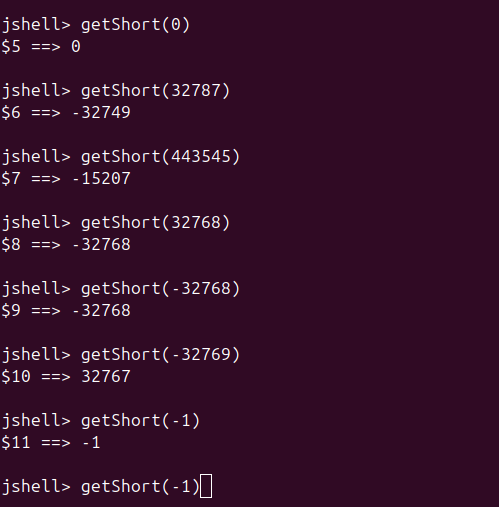 jshell> getShort(0)
$5 ==> 0
jshell> getShort(32787)
$6 ==> -32749
jshell> getShort(443545)
$7 ==> -15207
jshell> getShort(32768)
$8 ==> -32768
jshell> getShort(-32768)
$9 ==> -32768
jshell> getShort(-32769)
$10 ==> 32767
jshell> getShort(-1)
$11 ==> -1
jshell> getShort(-1)